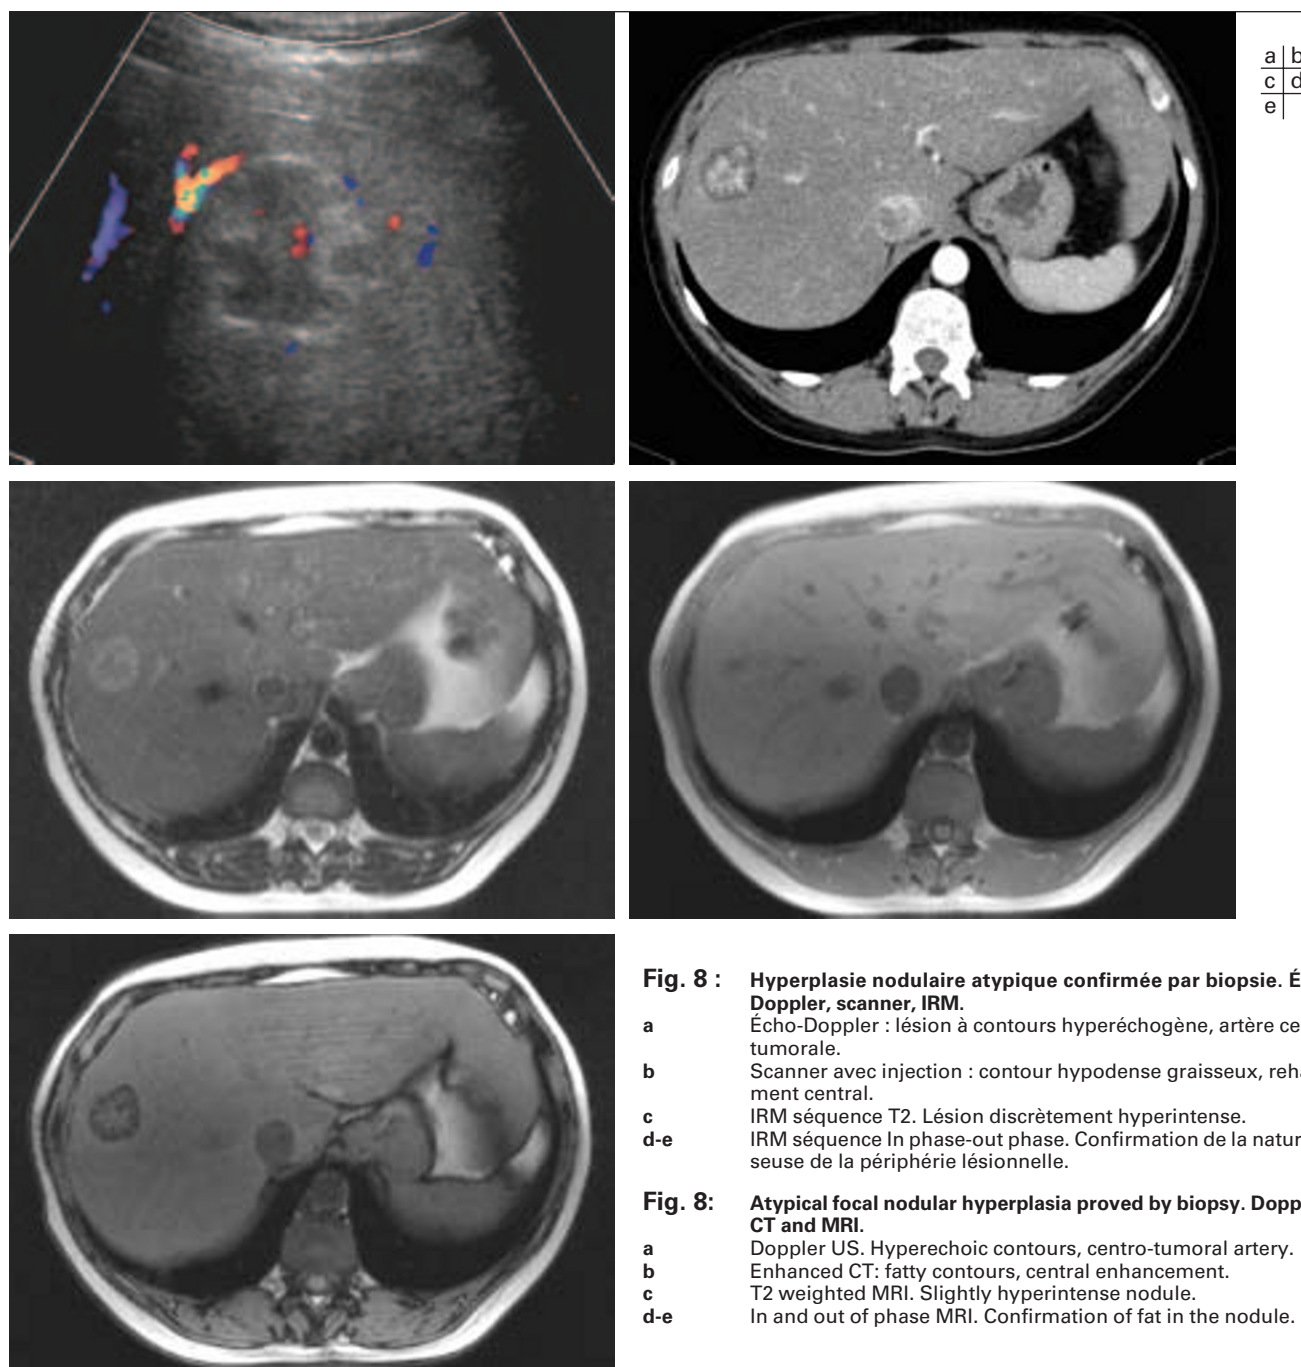 a b
c d
e
Fig. 8 : Hyperplasie nodulaire atypique confirmée par biopsie.
Doppler, scanner, IRM.
a Écho-Doppler : lésion à contours hyperéchogène, artère
tumorale.
b Scanner avec injection : contour hypodense graisseux,
ment central.
c IRM séquence T2. Lésion discrètement hyperintense.
d-e IRM séquence In phase-out phase. Confirmation de la
seuse de la périphérie lésionnelle.
Fig. 8: Atypical focal nodular hyperplasia proved by biopsy.
CT and MRI.
a Doppler US. Hyperechoic contours, centro-tumoral artery.
b Enhanced CT: fatty contours, central enhancement.
c T2 weighted MRI. Slightly hyperintense nodule.
d-e In and out of phase MRI. Confirmation of fat in the nodule.